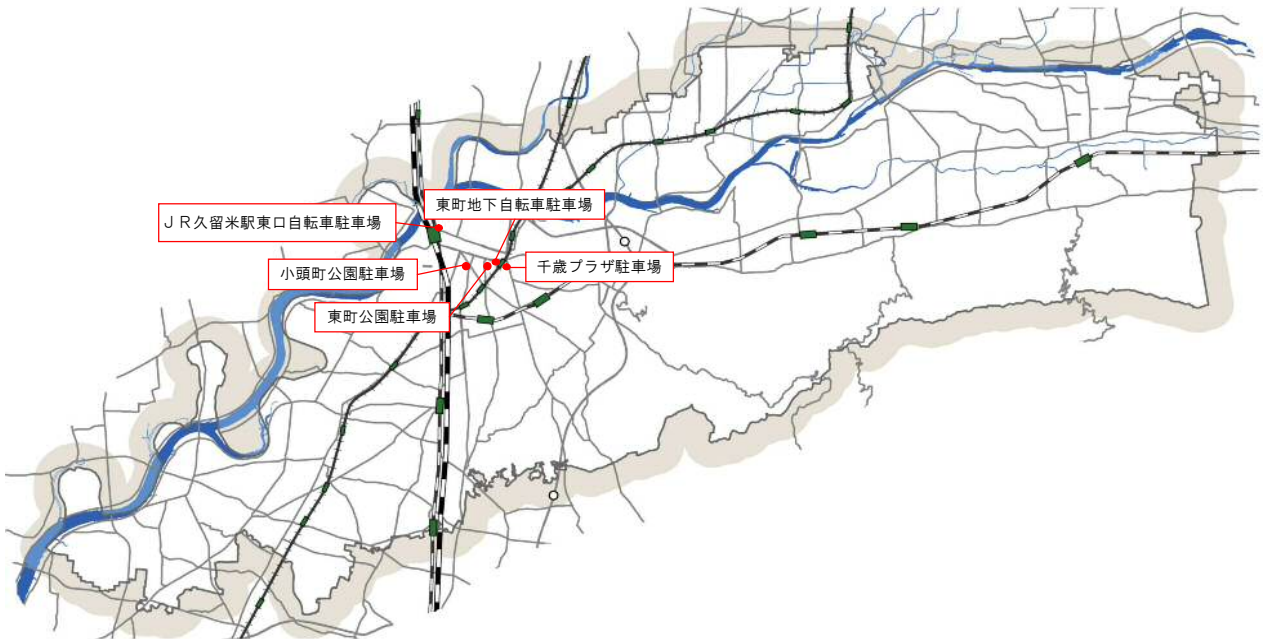 東町地下自転車駐車場
ＪＲ久留米駅東口自転車駐車場
小頭町公園駐車場
千歳プラザ駐車場
東町公園駐車場